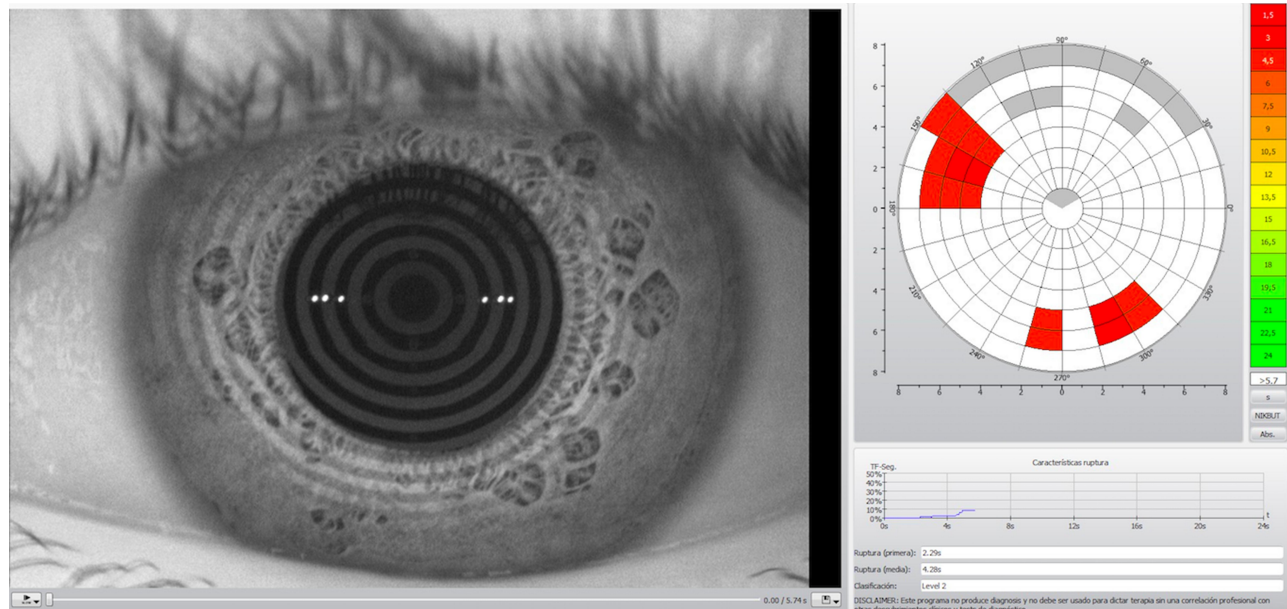 8
6
4
2
0
2
4
6
8
8
6
4
2
0
2
4
6
8
90°
60°
30°
0°
330°
300°
270°
240°
210°
180°
150°
120°
1,5
3
4,5
6
7,5
9
10,5
12
13,5
15
16,5
18
19,5
21
22,5
24
>5.7
s
NIKBUT
Abs.
Características ruptura
TF-Seg.
50%
40%
30%
20%
10%
0%
0s
4s
8s
12s
16s
20s
24s
t
Ruptura (primera): 2.29s
Ruptura (media): 4.28s
Clasificación: Level 2
0.00 / 5.74 s
DISCLAIMER: Este programa no produce diagnosis y no debe ser usado para dictar terapia sin una correlación profesional con